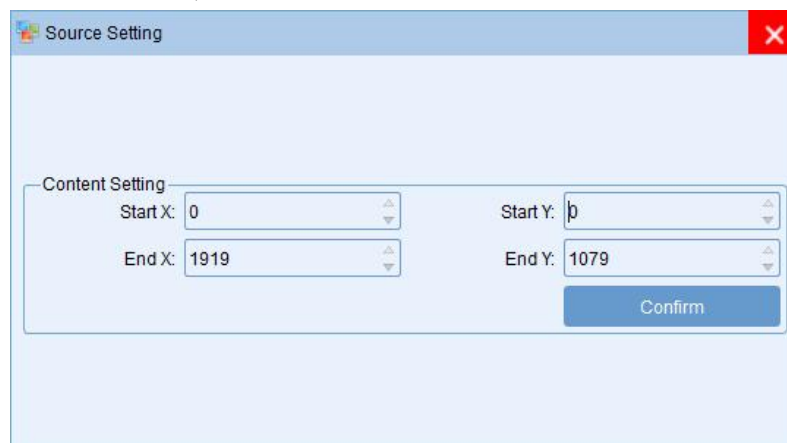 Source Setting
Content Setting
Start X: 0 Start Y: 0
End X: 1919 End Y: 1079
Confirm